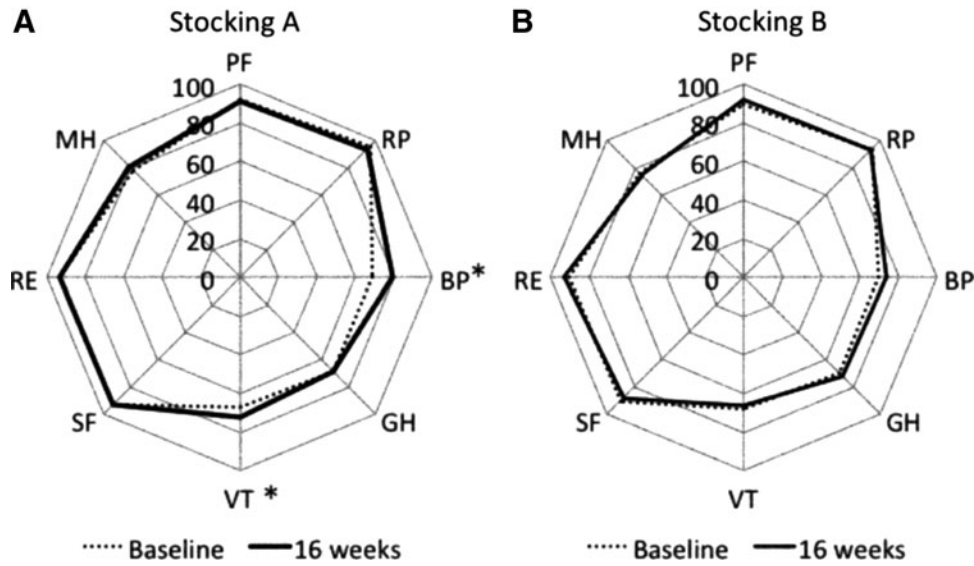 A
Stocking A
PF
100
80
60
40
20
0
MH
RP
RE
BP*
SF
GH
VT *
Baseline
16 weeks
B
Stocking B
PF
100
80
60
40
20
0
MH
RP
RE
BP
SF
GH
VT
Baseline
16 weeks